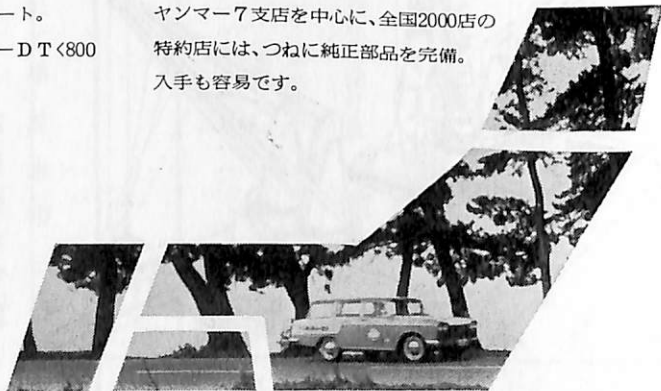 ート。
ーＤＴ<800
ヤンマー7支店を中心に、全国2000店の
特約店には、つねに純正部品を完備。
入手も容易です。